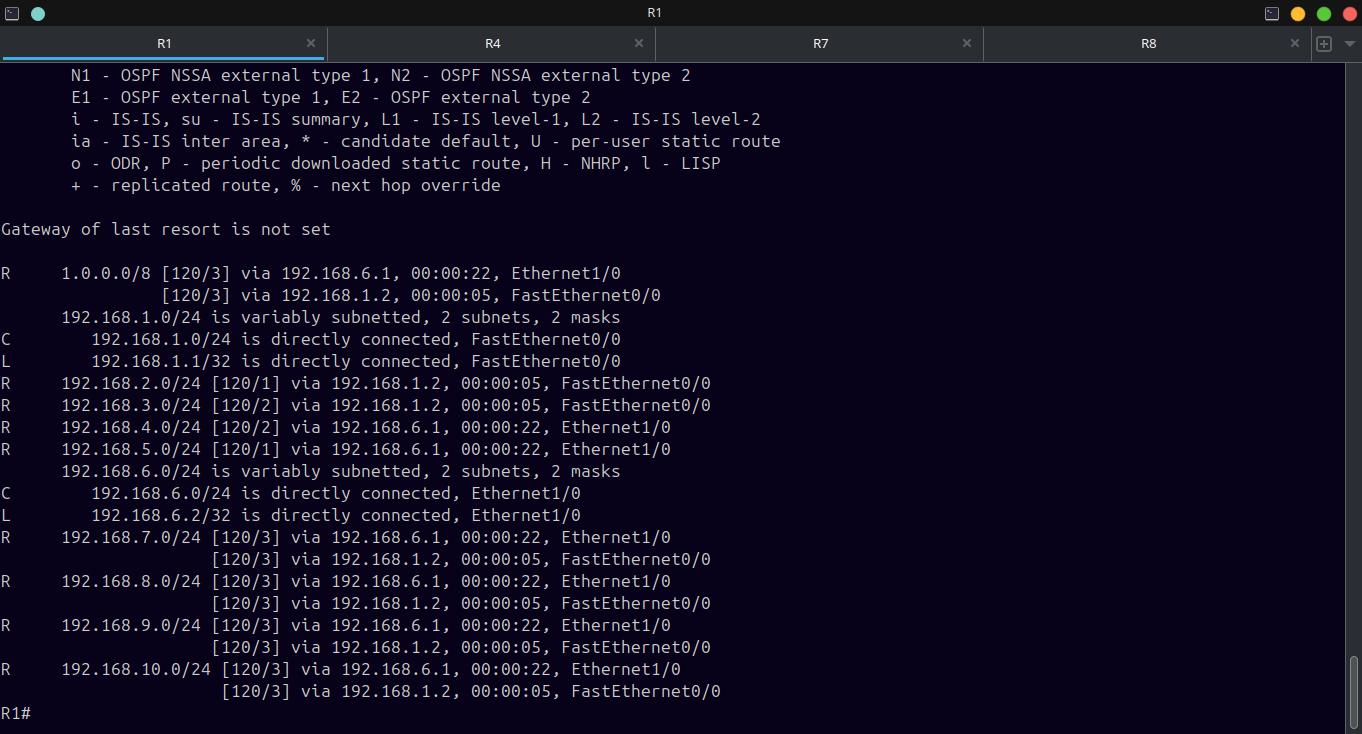 R1
R1 × R4 × R7 × R8 ×
N1 - OSPF NSSA external type 1, N2 - OSPF NSSA external type 2
E1 - OSPF external type 1, E2 - OSPF external type 2
i - IS-IS, su - IS-IS summary, L1 - IS-IS level-1, L2 - IS-IS level-2
ia - IS-IS inter area, * - candidate default, U - per-user static route
o - ODR, P - periodic downloaded static route, H - NHRP, l - LISP
+ - replicated route, % - next hop override
Gateway of last resort is not set
R     1.0.0.0/8 [120/3] via 192.168.6.1, 00:00:22, Ethernet1/0
                [120/3] via 192.168.1.2, 00:00:05, FastEthernet0/0
      192.168.1.0/24 is variably subnetted, 2 subnets, 2 masks
C        192.168.1.0/24 is directly connected, FastEthernet0/0
L        192.168.1.1/32 is directly connected, FastEthernet0/0
R     192.168.2.0/24 [120/1] via 192.168.1.2, 00:00:05, FastEthernet0/0
R     192.168.3.0/24 [120/2] via 192.168.1.2, 00:00:05, FastEthernet0/0
R     192.168.4.0/24 [120/2] via 192.168.6.1, 00:00:22, Ethernet1/0
R     192.168.5.0/24 [120/1] via 192.168.6.1, 00:00:22, Ethernet1/0
      192.168.6.0/24 is variably subnetted, 2 subnets, 2 masks
C        192.168.6.0/24 is directly connected, Ethernet1/0
L        192.168.6.2/32 is directly connected, Ethernet1/0
R     192.168.7.0/24 [120/3] via 192.168.6.1, 00:00:22, Ethernet1/0
                     [120/3] via 192.168.1.2, 00:00:05, FastEthernet0/0
R     192.168.8.0/24 [120/3] via 192.168.6.1, 00:00:22, Ethernet1/0
                     [120/3] via 192.168.1.2, 00:00:05, FastEthernet0/0
R     192.168.9.0/24 [120/3] via 192.168.6.1, 00:00:22, Ethernet1/0
                     [120/3] via 192.168.1.2, 00:00:05, FastEthernet0/0
R     192.168.10.0/24 [120/3] via 192.168.6.1, 00:00:22, Ethernet1/0
                      [120/3] via 192.168.1.2, 00:00:05, FastEthernet0/0
R1#